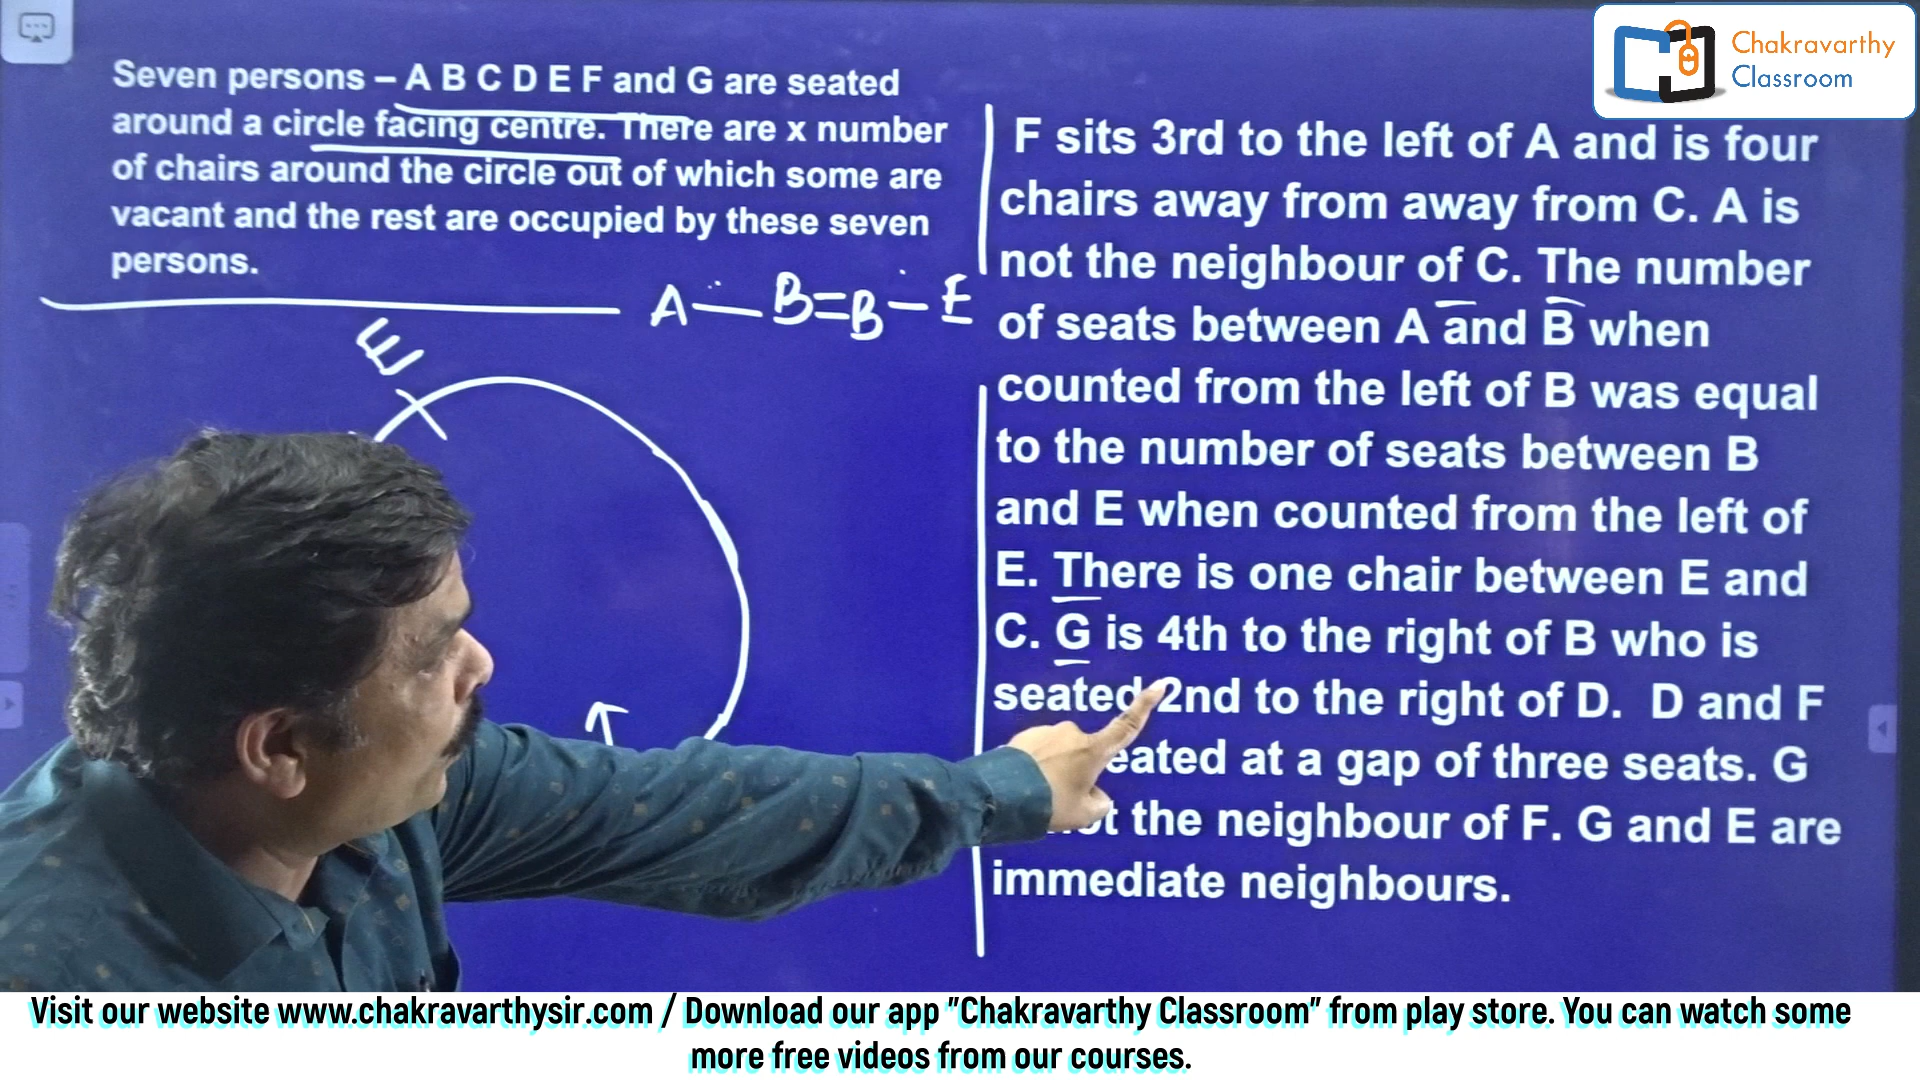 Chakravarthy
Classroom
Seven persons – A B C D E F and G are seated
around a circle facing centre. There are x number
of chairs around the circle out of which some are
vacant and the rest are occupied by these seven
persons.
A — B = B — E
E
F sits 3rd to the left of A and is four
chairs away from away from C. A is
not the neighbour of C. The number
of seats between A and B when
counted from the left of B was equal
to the number of seats between B
and E when counted from the left of
E. There is one chair between E and
C. G is 4th to the right of B who is
seated 2nd to the right of D. D and F
eated at a gap of three seats. G
the neighbour of F. G and E are
immediate neighbours.
Visit our website www.chakravarthysir.com / Download our app "Chakravarthy Classroom" from play store. You can watch some
more free videos from our courses.